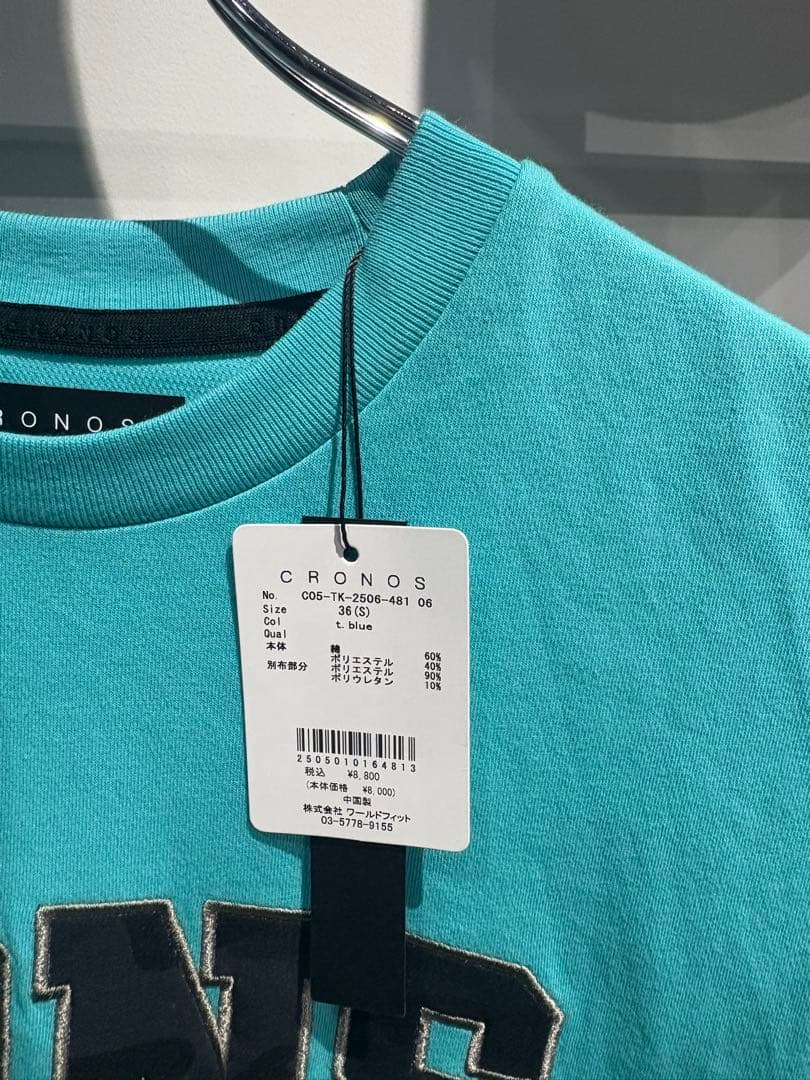 CRONOS
RONOS
CRONOS
No. C05-TK-2506-481 06
Size 36(S)
Col t.blue
Qual
本体 綿 60%
ポリエステル 40%
別布部分 ポリエステル 90%
ポリウレタン 10%
2505010164813
税込 ¥8,800
(本体価格 ¥8,000)
中国製
株式会社 ワールドフィット
03-5778-9155